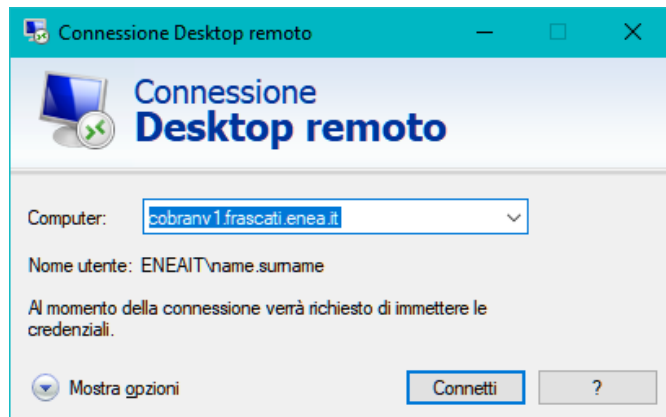 Connessione Desktop remoto
Connessione
Desktop remoto
Computer: cobranv1.frascati.enea.it
Nome utente: ENEAIT\name.surname
Al momento della connessione verrà richiesto di immettere le
credenziali.
Mostra opzioni Connetti ?